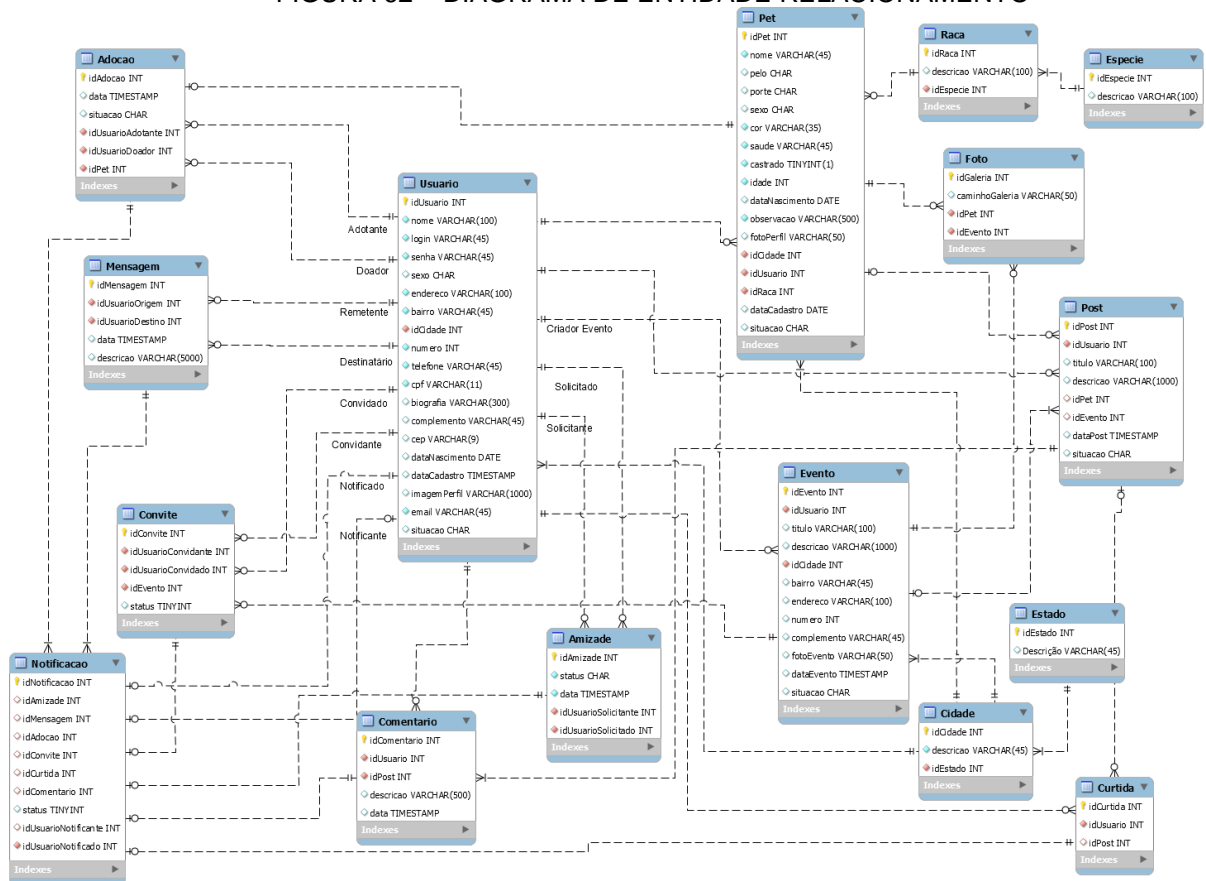 FIGURA 32 – DIAGRAMA DE ENTIDADE RELACIONAMENTO
Adocao
idAdocao INT
data TIMESTAMP
situacao CHAR
idUsuarioAdotante INT
idUsuarioDoador INT
idPet INT
Indexes
Mensagem
idMensagem INT
idUsuarioOrigem INT
idUsuarioDestino INT
data TIMESTAMP
descricao VARCHAR(5000)
Indexes
Convite
idConvite INT
idUsuarioConvidante INT
idUsuarioConvidado INT
idEvento INT
status TINYINT
Indexes
Notificacao
idNotificacao INT
idAmizade INT
idMensagem INT
idAdocao INT
idConvite INT
idCurtida INT
idComentario INT
status TINYINT
idUsuarioNotificante INT
idUsuarioNotificado INT
Indexes
Adotante
Doador
Remetente
Destinatário
Convidado
Convidante
Notificado
Notificante
Usuario
idUsuario INT
nome VARCHAR(100)
login VARCHAR(45)
senha VARCHAR(45)
sexo CHAR
endereco VARCHAR(100)
bairro VARCHAR(45)
idCidade INT
numero INT
telefone VARCHAR(45)
cpf VARCHAR(11)
biografia VARCHAR(300)
complemento VARCHAR(45)
cep VARCHAR(9)
dataNascimento DATE
dataCadastro TIMESTAMP
imagemPerfil VARCHAR(1000)
email VARCHAR(45)
situacao CHAR
Indexes
Criador Evento
Solicitado
Solicitante
Comentario
idComentario INT
idUsuario INT
idPost INT
descricao VARCHAR(500)
data TIMESTAMP
Indexes
Amizade
idAmizade INT
status CHAR
data TIMESTAMP
idUsuarioSolicitante INT
idUsuarioSolicitado INT
Indexes
Pet
idPet INT
nome VARCHAR(45)
pelo CHAR
porte CHAR
sexo CHAR
cor VARCHAR(35)
saude VARCHAR(45)
castrado TINYINT(1)
idade INT
dataNascimento DATE
observacao VARCHAR(500)
fotoPerfil VARCHAR(50)
idCidade INT
idUsuario INT
idRaca INT
dataCadastro DATE
situacao CHAR
Indexes
Raca
idRaca INT
descricao VARCHAR(100)
idEspecie INT
Indexes
Especie
idEspecie INT
descricao VARCHAR(100)
Indexes
Foto
idGaleria INT
caminhoGaleria VARCHAR(50)
idPet INT
idEvento INT
Indexes
Post
idPost INT
idUsuario INT
titulo VARCHAR(100)
descricao VARCHAR(1000)
idPet INT
idEvento INT
dataPost TIMESTAMP
situacao CHAR
Indexes
Evento
idEvento INT
idUsuario INT
titulo VARCHAR(100)
descricao VARCHAR(1000)
idCidade INT
bairro VARCHAR(45)
endereco VARCHAR(100)
numero INT
complemento VARCHAR(45)
fotoEvento VARCHAR(50)
dataEvento TIMESTAMP
situacao CHAR
Indexes
Estado
idEstado INT
Descrição VARCHAR(45)
Indexes
Cidade
idCidade INT
descricao VARCHAR(45)
idEstado INT
Indexes
Curtida
idCurtida INT
idUsuario INT
idPost INT
Indexes